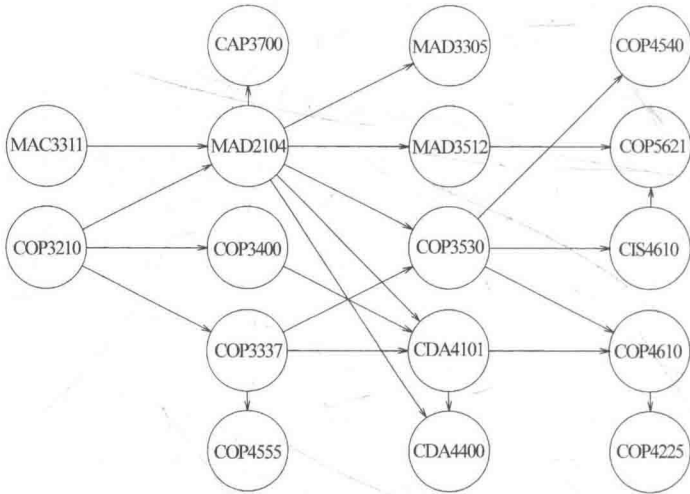 CAP3700 MAD3305 COP4540
MAC3311 MAD2104 MAD3512 COP5621
COP3210 COP3400 COP3530 CIS4610
COP3337 CDA4101 COP4610
COP4555 CDA4400 COP4225